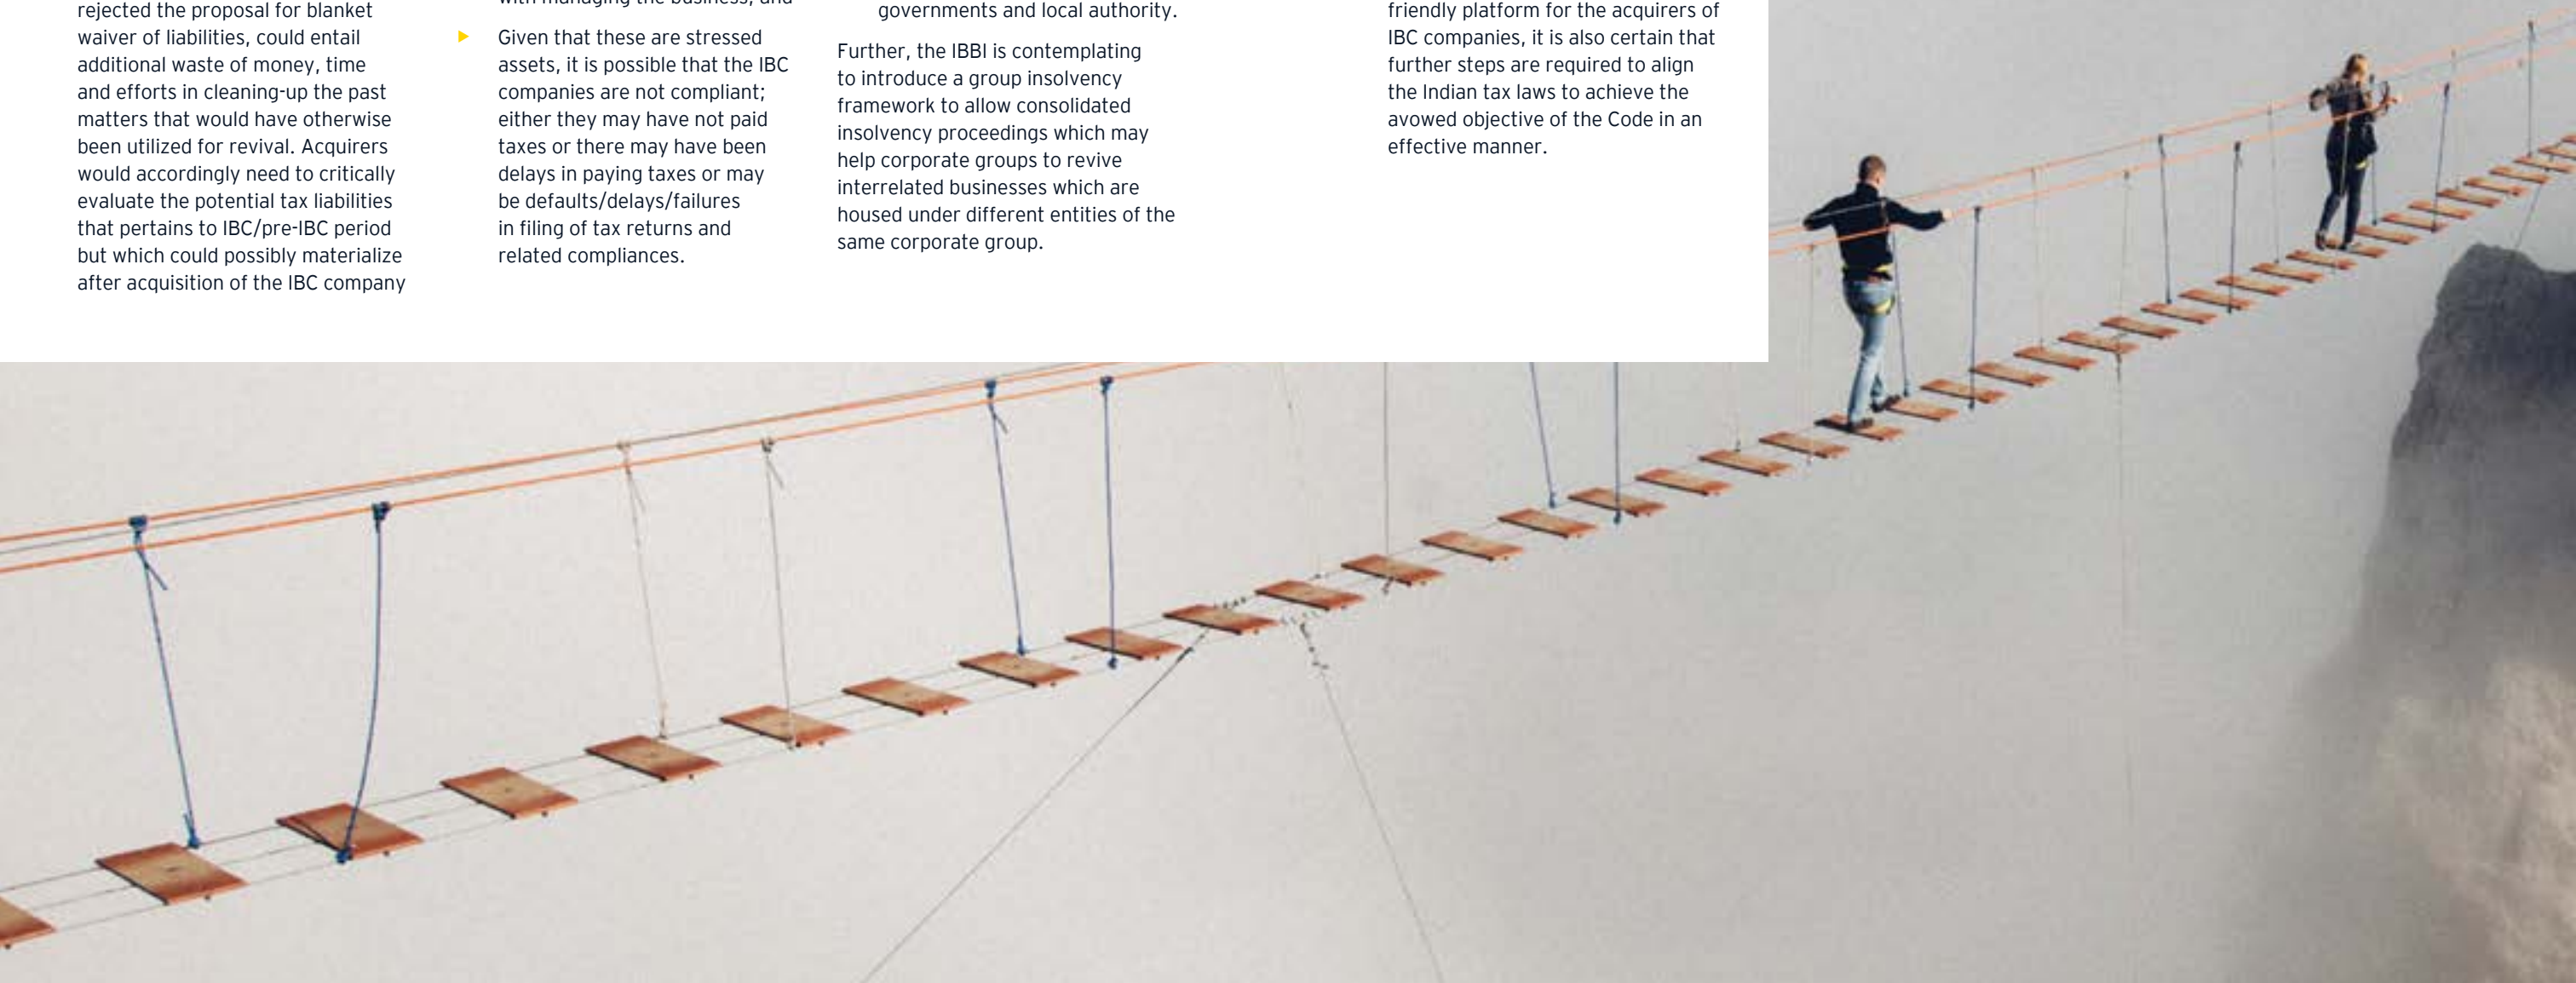 rejected the proposal for blanket
waiver of liabilities, could entail
additional waste of money, time
and efforts in cleaning-up the past
matters that would have otherwise
been utilized for revival. Acquirers
would accordingly need to critically
evaluate the potential tax liabilities
that pertains to IBC/pre-IBC period
but which could possibly materialize
after acquisition of the IBC company
with managing the business, and
Given that these are stressed
assets, it is possible that the IBC
companies are not compliant;
either they may have not paid
taxes or there may have been
delays in paying taxes or may
be defaults/delays/failures
in filing of tax returns and
related compliances.
governments and local authority.
Further, the IBBI is contemplating
to introduce a group insolvency
framework to allow consolidated
insolvency proceedings which may
help corporate groups to revive
interrelated businesses which are
housed under different entities of the
same corporate group.
friendly platform for the acquirers of
IBC companies, it is also certain that
further steps are required to align
the Indian tax laws to achieve the
avowed objective of the Code in an
effective manner.